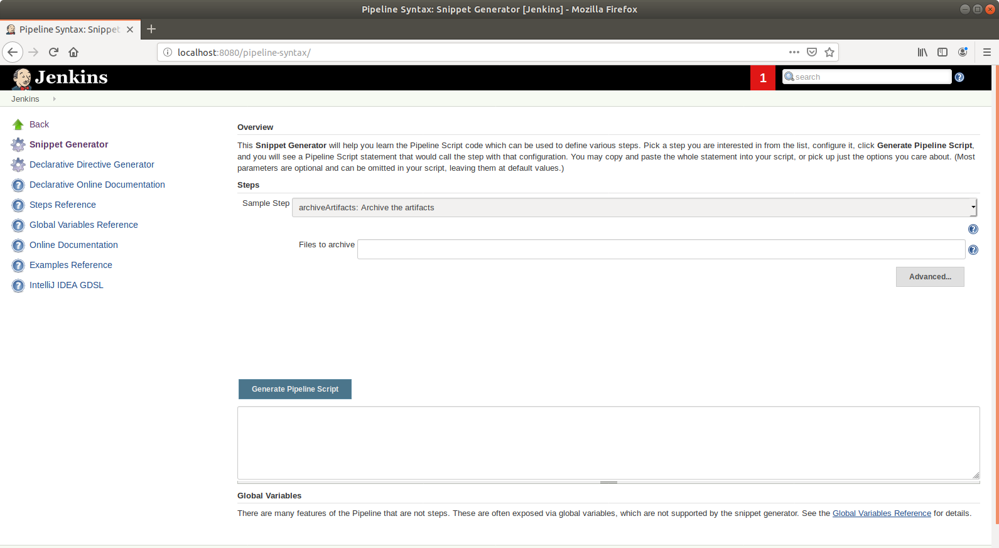 Pipeline Syntax: Snippet Generator [Jenkins] - Mozilla Firefox
Pipeline Syntax: Snippet
localhost:8080/pipeline-syntax/
Jenkins
1
search
Jenkins
Back
Snippet Generator
Declarative Directive Generator
Declarative Online Documentation
Steps Reference
Global Variables Reference
Online Documentation
Examples Reference
IntelliJ IDEA GDSL
Overview
This Snippet Generator will help you learn the Pipeline Script code which can be used to define various steps. Pick a step you are interested in from the list, configure it, click Generate Pipeline Script,
and you will see a Pipeline Script statement that would call the step with that configuration. You may copy and paste the whole statement into your script, or pick up just the options you care about. (Most
parameters are optional and can be omitted in your script, leaving them at default values.)
Steps
Sample Step
archiveArtifacts: Archive the artifacts
Files to archive
Advanced...
Generate Pipeline Script
Global Variables
There are many features of the Pipeline that are not steps. These are often exposed via global variables, which are not supported by the snippet generator. See the Global Variables Reference for details.